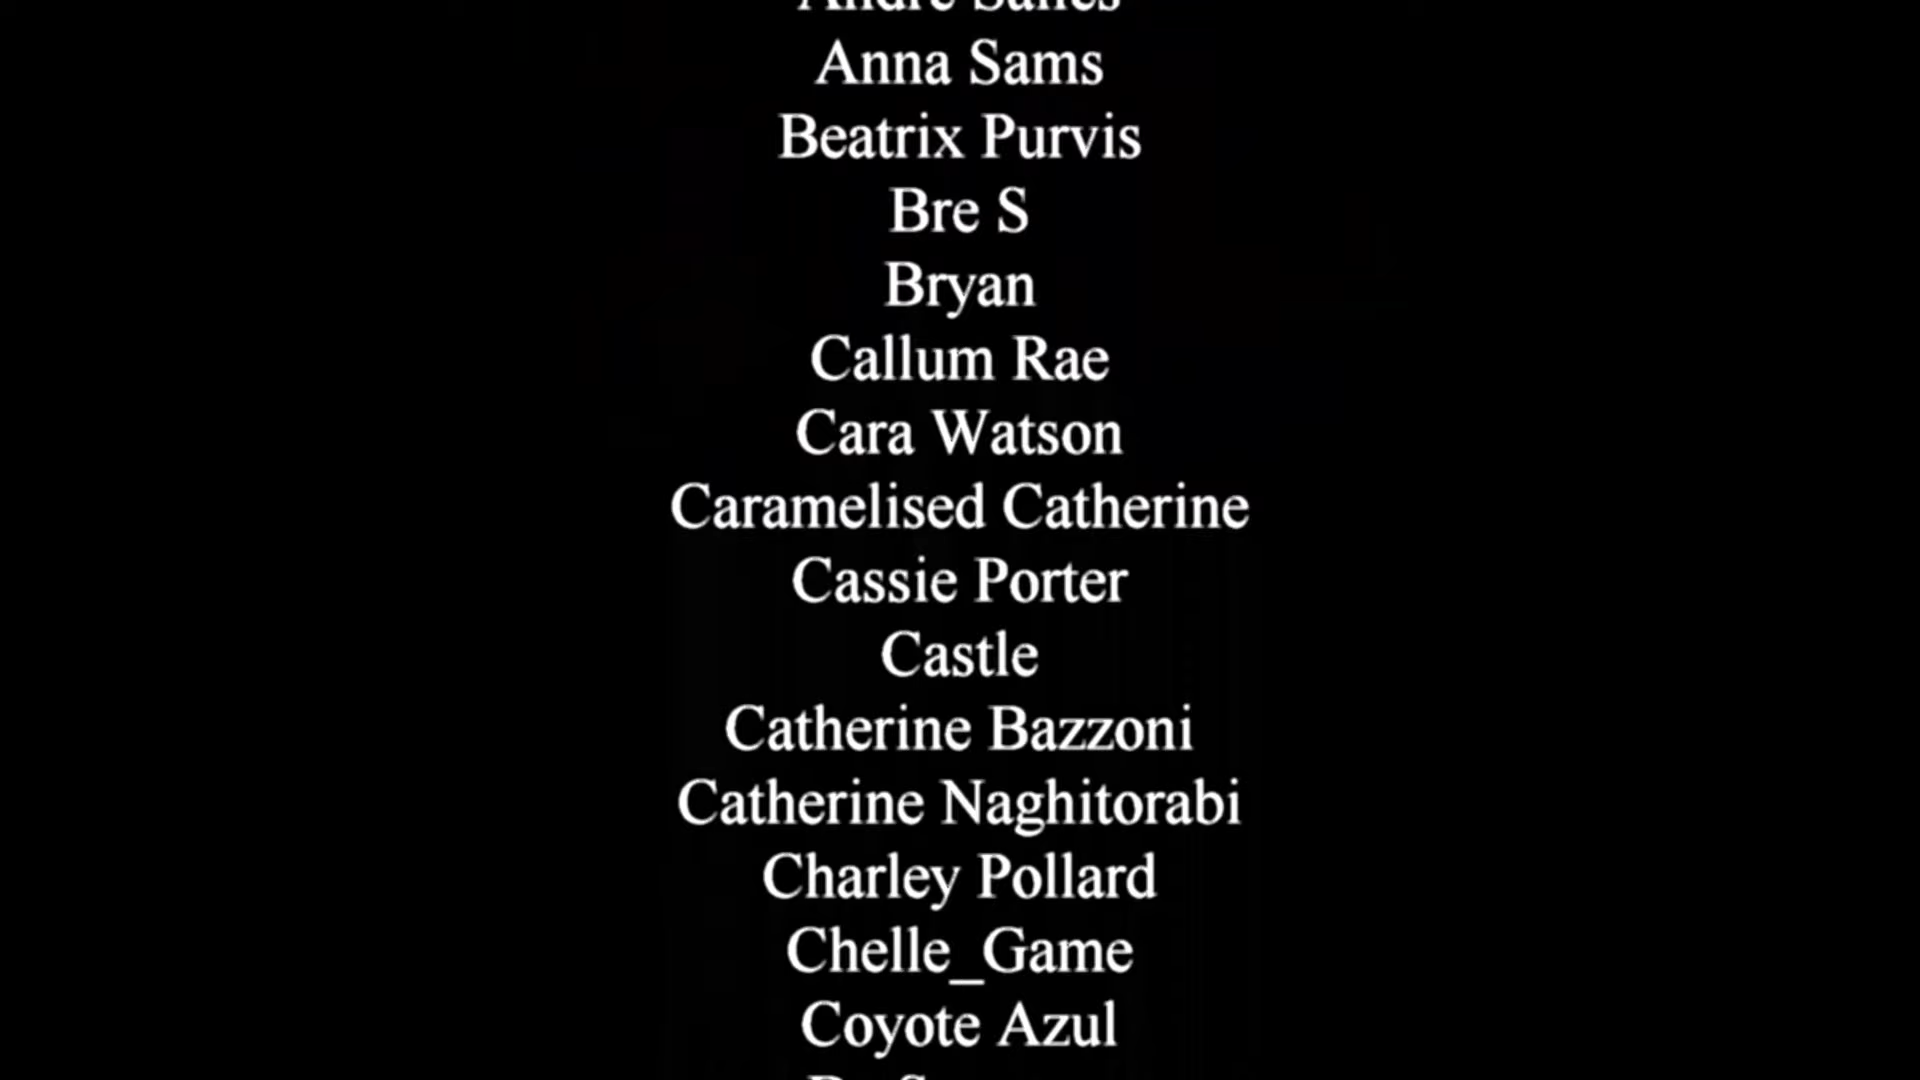 Anna Sams
Beatrix Purvis
Bre S
Bryan
Callum Rae
Cara Watson
Caramelised Catherine
Cassie Porter
Castle
Catherine Bazzoni
Catherine Naghitorabi
Charley Pollard
Chelle_Game
Coyote Azul